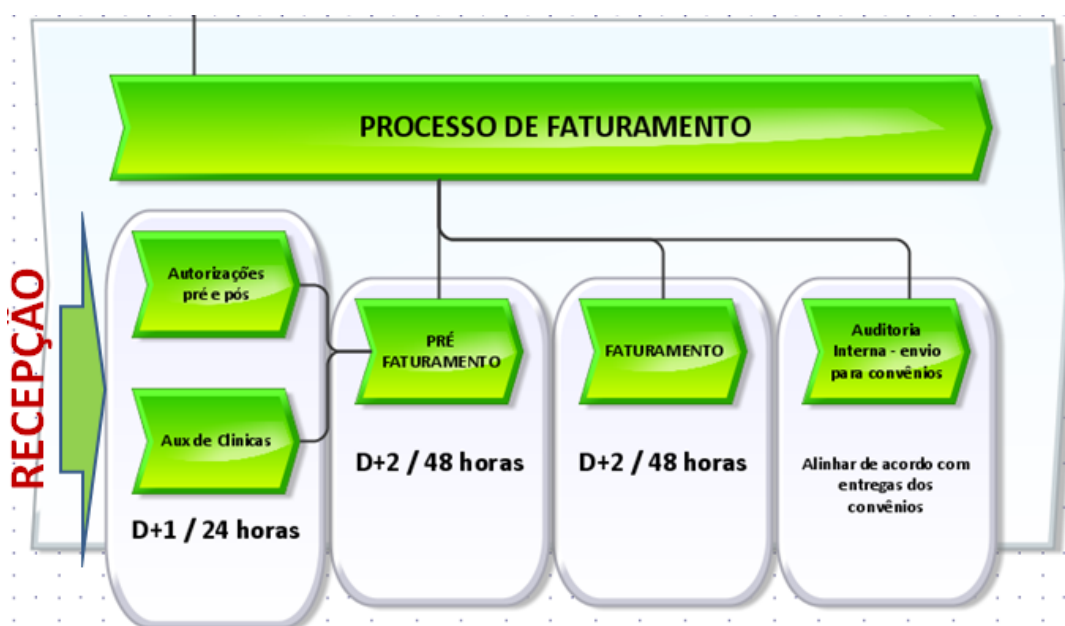 PROCESSO DE FATURAMENTO
RECEPÇÃO
Autorizações
pré e pós
Aux de Clinicas
D+1 / 24 horas
PRÉ
FATURAMENTO
D+2 / 48 horas
FATURAMENTO
D+2 / 48 horas
Auditoria
Interna - envio
para convênios
Alinhar de acordo com
entregas dos
convênios